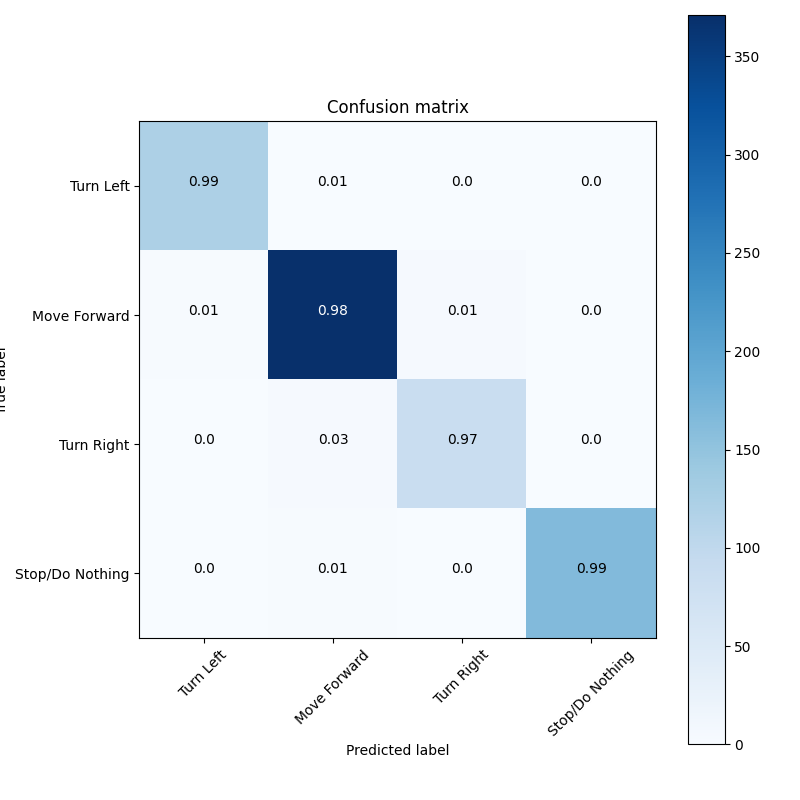 Confusion matrix
Turn Left 0.99 0.01 0.0 0.0
Move Forward 0.01 0.98 0.01 0.0
Turn Right 0.0 0.03 0.97 0.0
Stop/Do Nothing 0.0 0.01 0.0 0.99
Turn Left Move Forward Turn Right Stop/Do Nothing
Predicted label
350
300
250
200
150
100
50
0